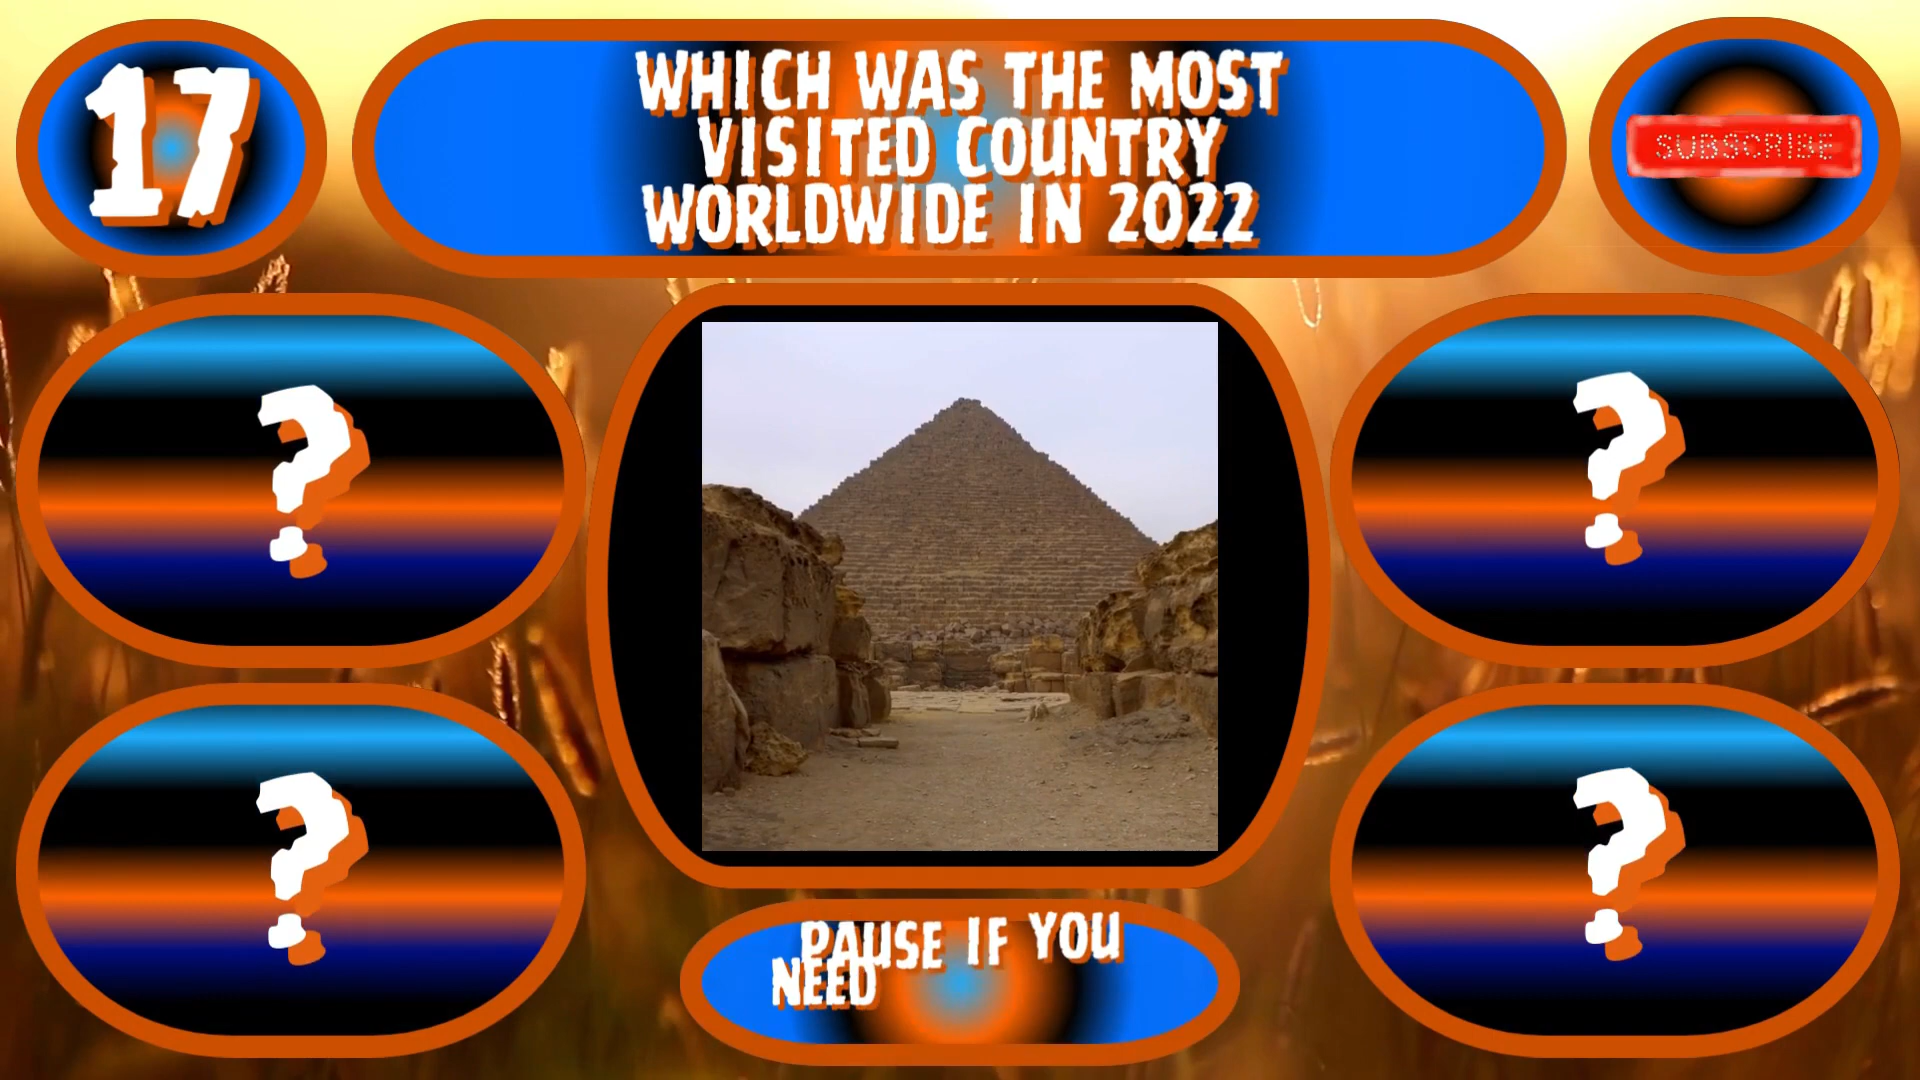 17
WHICH WAS THE MOST
VISITED COUNTRY
WORLDWIDE IN 2022
SUBSCRIBE
?
?
?
?
PAUSE IF YOU
NEED